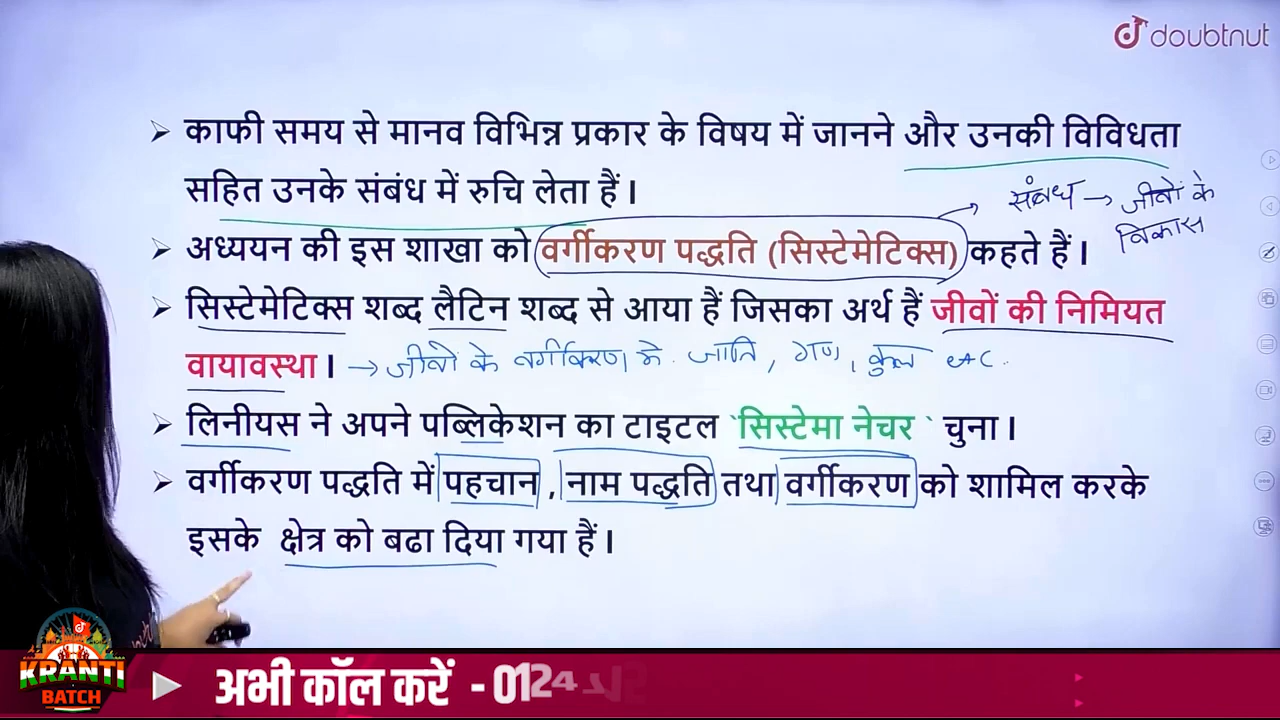 doubtnut
➢ काफी समय से मानव विभिन्न प्रकार के विषय में जानने और उनकी विविधता
सहित उनके संबंध में रुचि लेता हैं ।
संबध → जीवों के
विकास
➢ अध्ययन की इस शाखा को वर्गीकरण पद्धति (सिस्टेमेटिक्स) कहते हैं ।
➢ सिस्टेमेटिक्स शब्द लैटिन शब्द से आया हैं जिसका अर्थ हैं जीवों की निमियत
वायावस्था । → जीवों के वर्गीकरण मे. जाति, गण, कुल etc.
➢ लिनीयस ने अपने पब्लिकेशन का टाइटल `सिस्टेमा नेचर ` चुना ।
➢ वर्गीकरण पद्धति में पहचान , नाम पद्धति तथा वर्गीकरण को शामिल करके
इसके क्षेत्र को बढा दिया गया हैं ।
KRANTI
BATCH
अभी कॉल करें - 0124